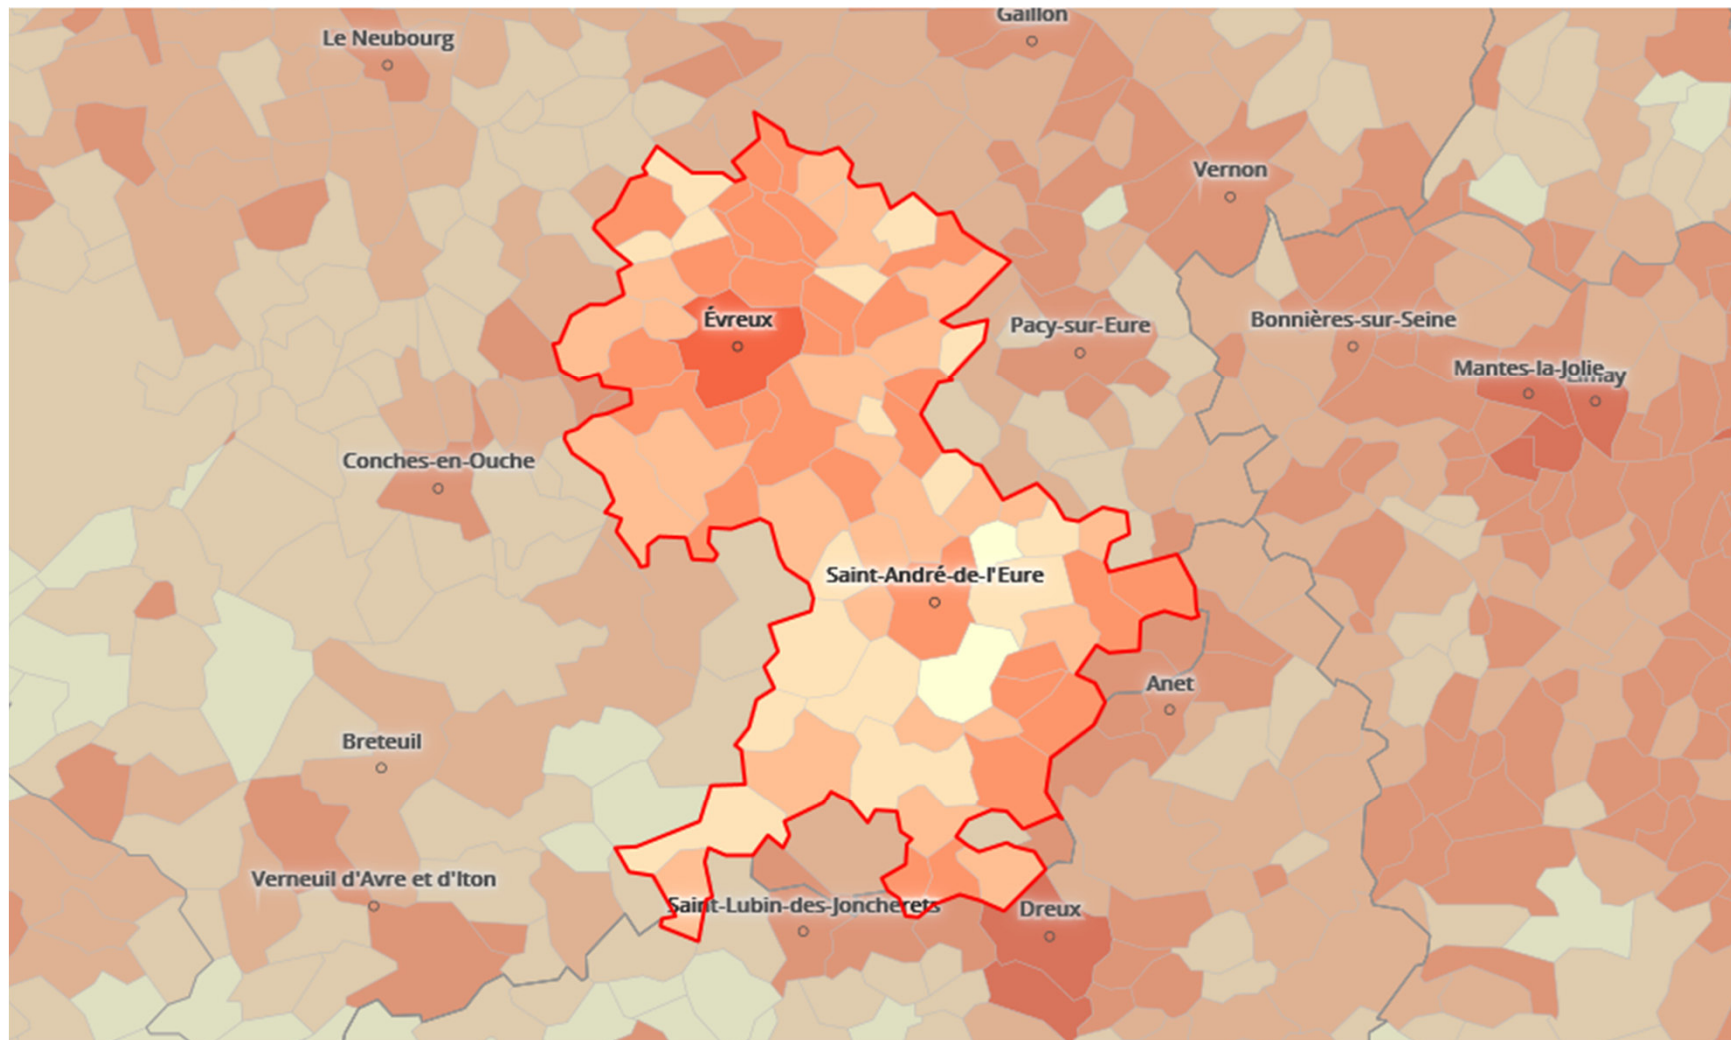 Gaillon
Le Neubourg
Vernon
Évreux
Pacy-sur-Eure
Bonnières-sur-Seine
Mantes-la-Jolie
Conches-en-Ouche
Saint-André-de-l'Eure
Anet
Breteuil
Verneuil d'Avre et d'Iton
Saint-Lubin-des-Joncherets
Dreux